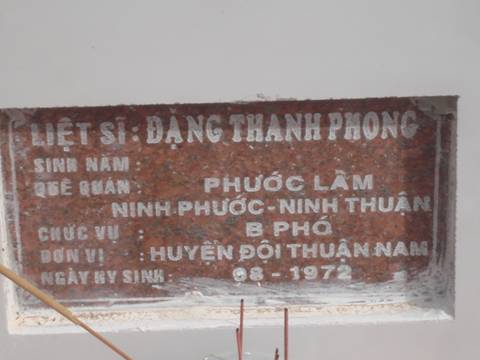 LIỆT SĨ : ĐẶNG THANH PHONG
SINH NĂM
QUÊ QUÁN : PHƯỚC LÂM
NINH PHƯỚC-NINH THUẬN
CHỨC VỤ : B PHÓ
ĐƠN VỊ : HUYỆN ĐỘI THUẬN NAM
NGÀY HY SINH : 08 - 1972